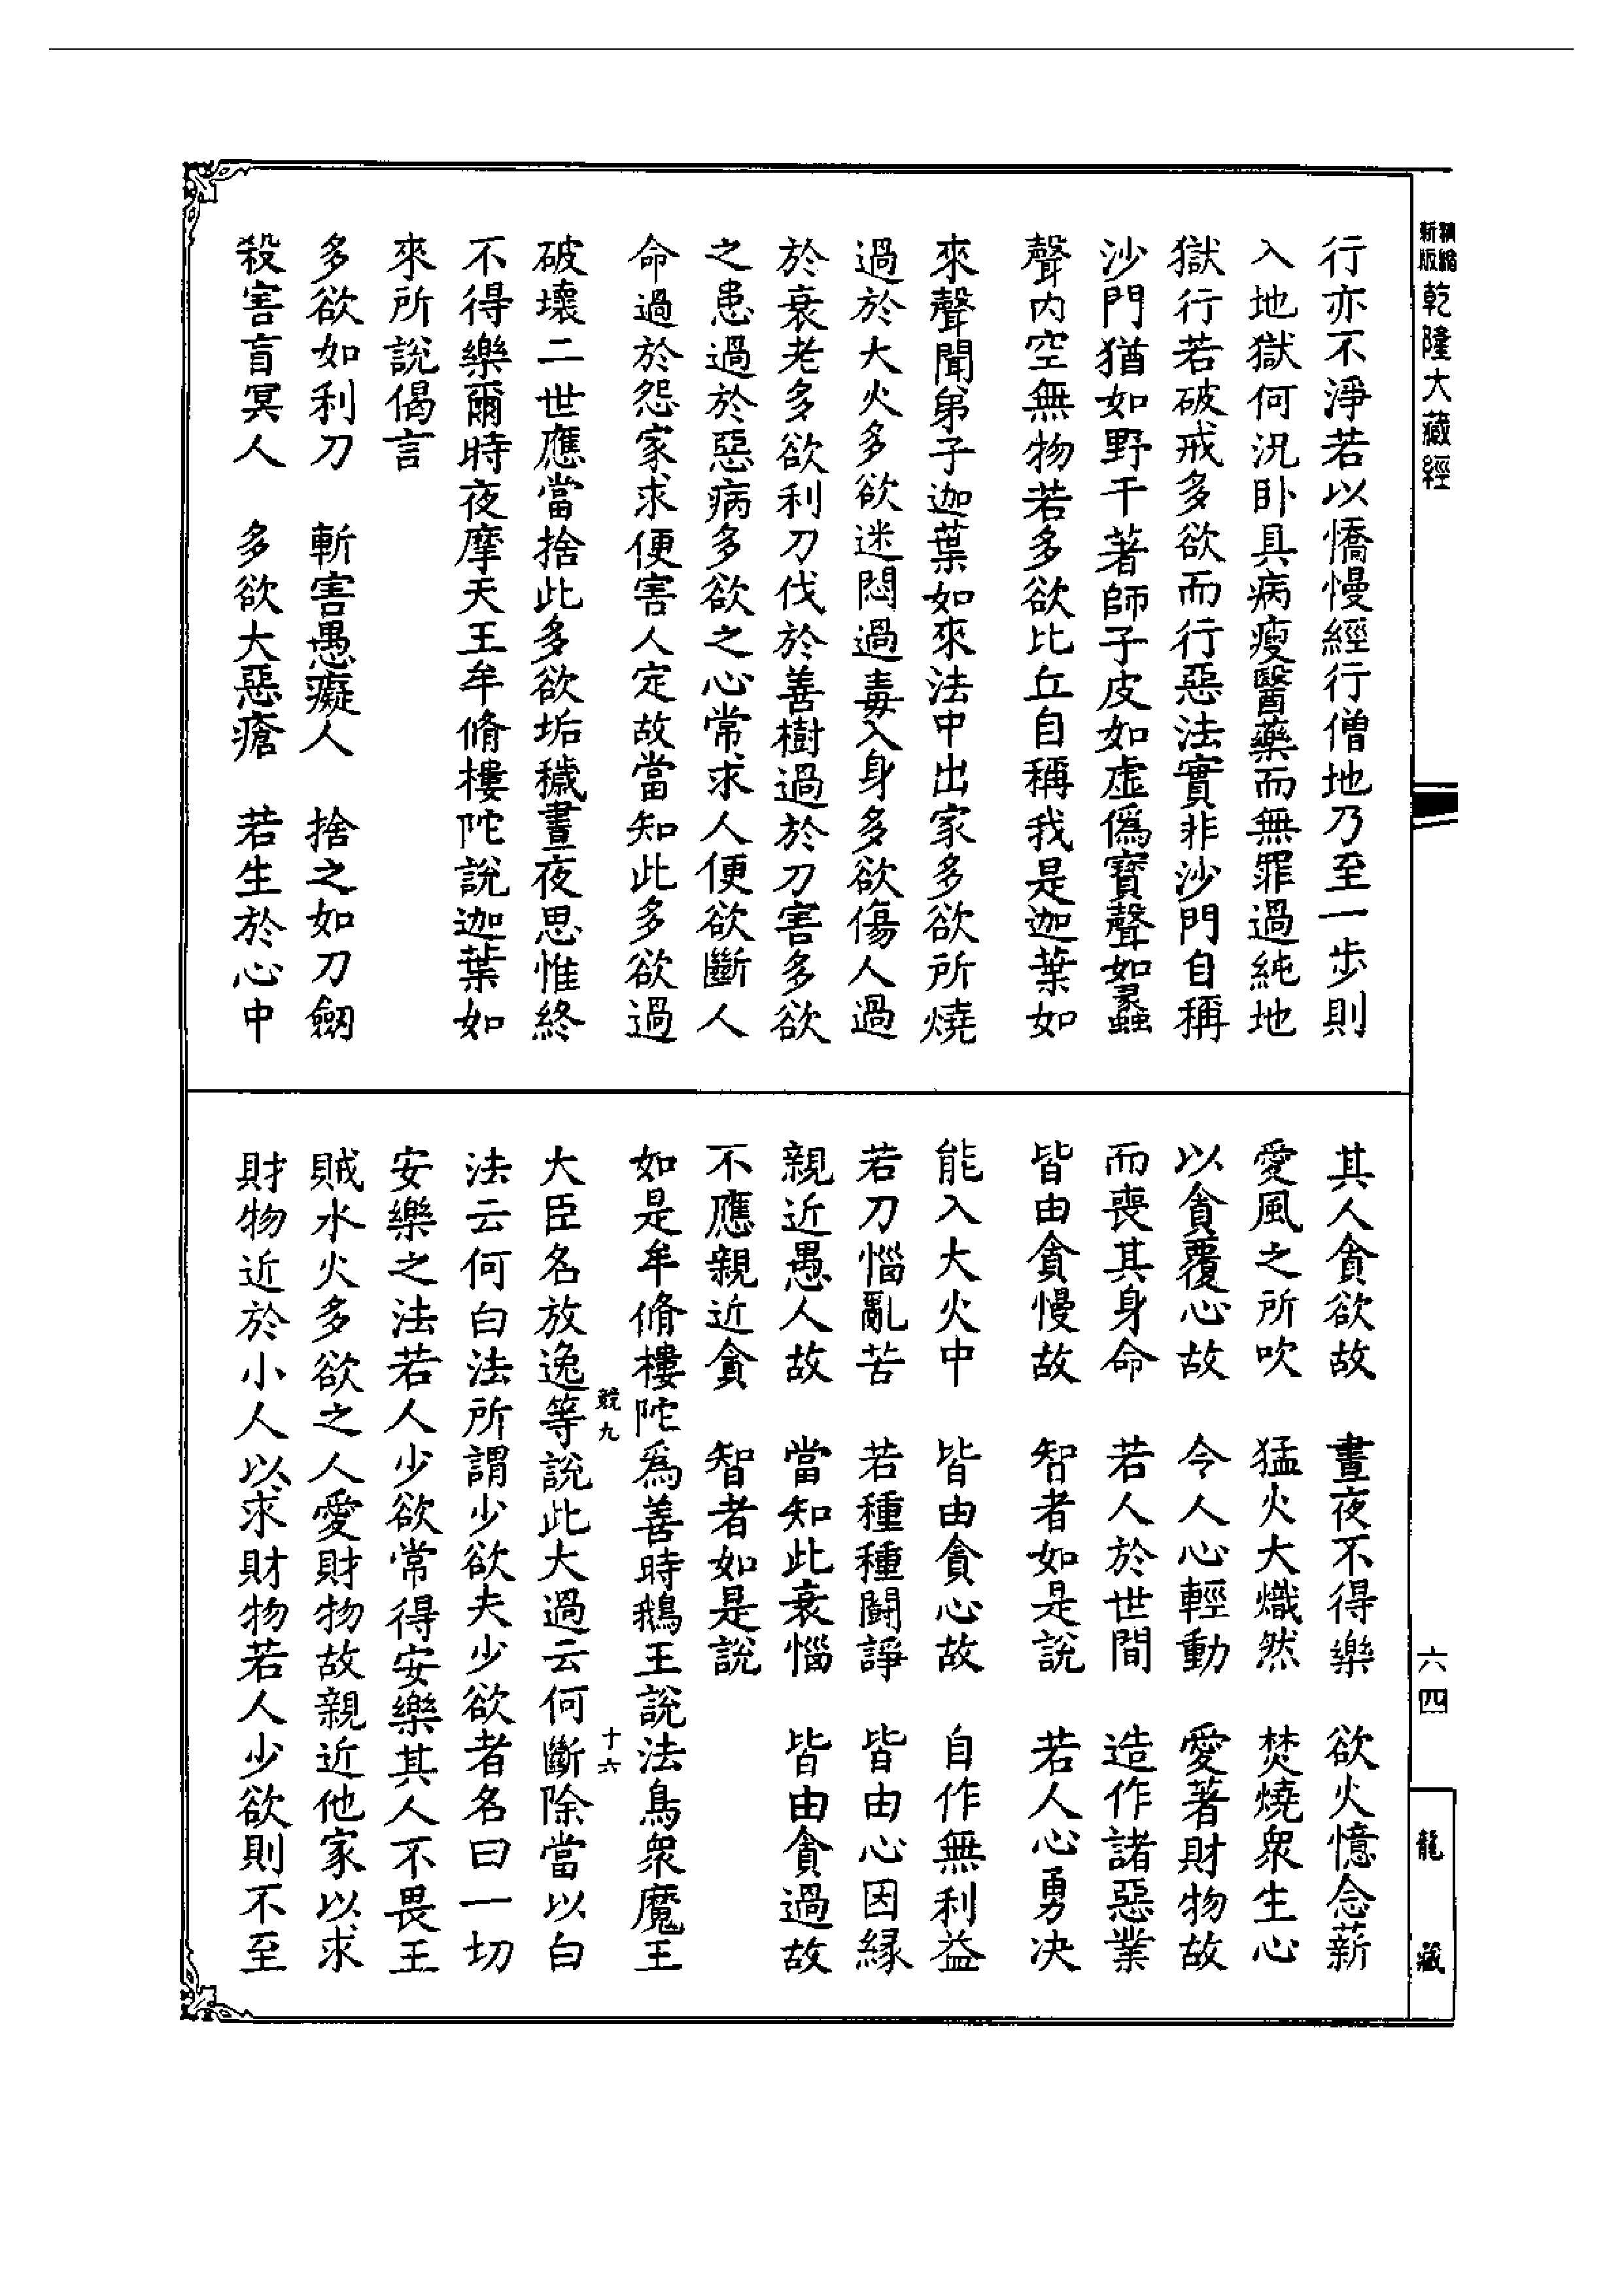 精縮新版乾隆大藏經
行亦不淨若以憍慢經行僧地乃至一步則
入地獄何況卧具病瘦醫藥而無罪過純地
獄行若破戒多欲而行惡法實非沙門自稱
沙門猶如野干著師子皮如虛僞寶聲如蠡
聲内空無物若多欲比丘自稱我是迦葉如
來聲聞弟子迦葉如來法中出家多欲所燒
過於大火多欲迷悶過毒入身多欲傷人過
於衰老多欲利刀伐於善樹過於刀害多欲
之患過於惡病多欲之心常求人便欲斷人
命過於怨家求便害人定故當知此多欲過
破壞二世應當捨此多欲垢穢晝夜思惟終
不得樂爾時夜摩天王牟脩樓陀說迦葉如
來所說偈言
多欲如利刀　斬害愚癡人　捨之如刀劒
殺害盲冥人　多欲大惡瘡　若生於心中
其人貪欲故　晝夜不得樂　欲火憶念薪
愛風之所吹　猛火大熾然　焚燒衆生心
以貪覆心故　令人心輕動　愛著財物故
而喪其身命　若人於世間　造作諸惡業
皆由貪慢故　智者如是說　若人心勇決
能入大火中　皆由貪心故　自作無利益
若刀惱亂苦　若種種鬪諍　皆由心因緣
親近愚人故　當知此衰惱　皆由貪過故
不應親近貪　智者如是說
如是牟脩樓陀爲善時鵝王說法鳥衆魔王
競九　十六
大臣名放逸等說此大過云何斷除當以白
法云何白法所謂少欲夫少欲者名曰一切
安樂之法若人少欲常得安樂其人不畏王
賊水火多欲之人愛財物故親近他家以求
財物近於小人以求財物若人少欲則不至
六四
龍藏